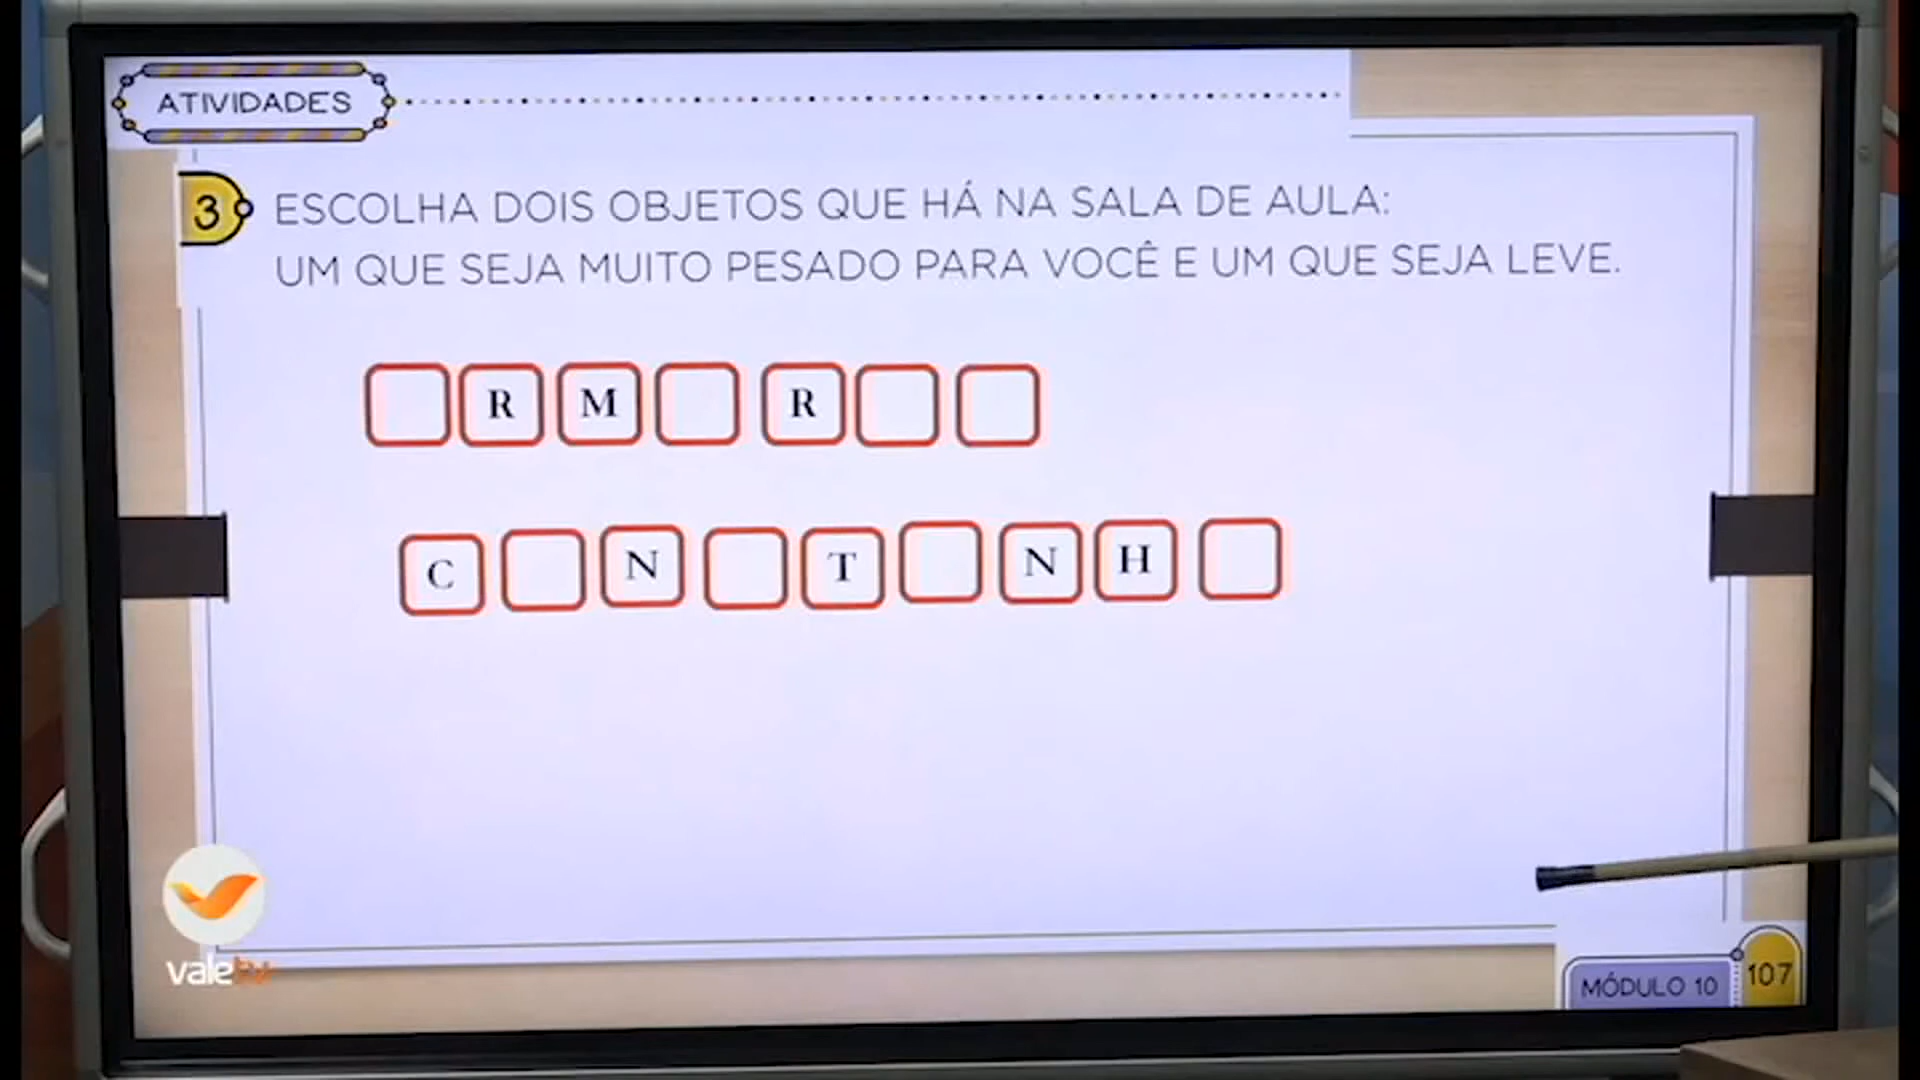 ATIVIDADES
3 ESCOLHA DOIS OBJETOS QUE HÁ NA SALA DE AULA:
UM QUE SEJA MUITO PESADO PARA VOCÊ E UM QUE SEJA LEVE.
R M R
C N T N H
valetv
MÓDULO 10 107